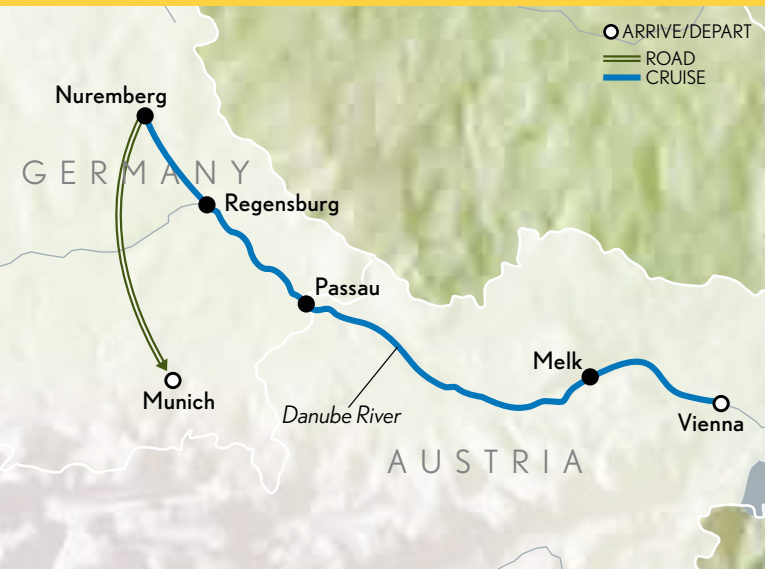 ARRIVE/DEPART
ROAD
CRUISE
Nuremberg
GERMANY
Regensburg
Passau
Melk
Munich
Danube River
Vienna
AUSTRIA